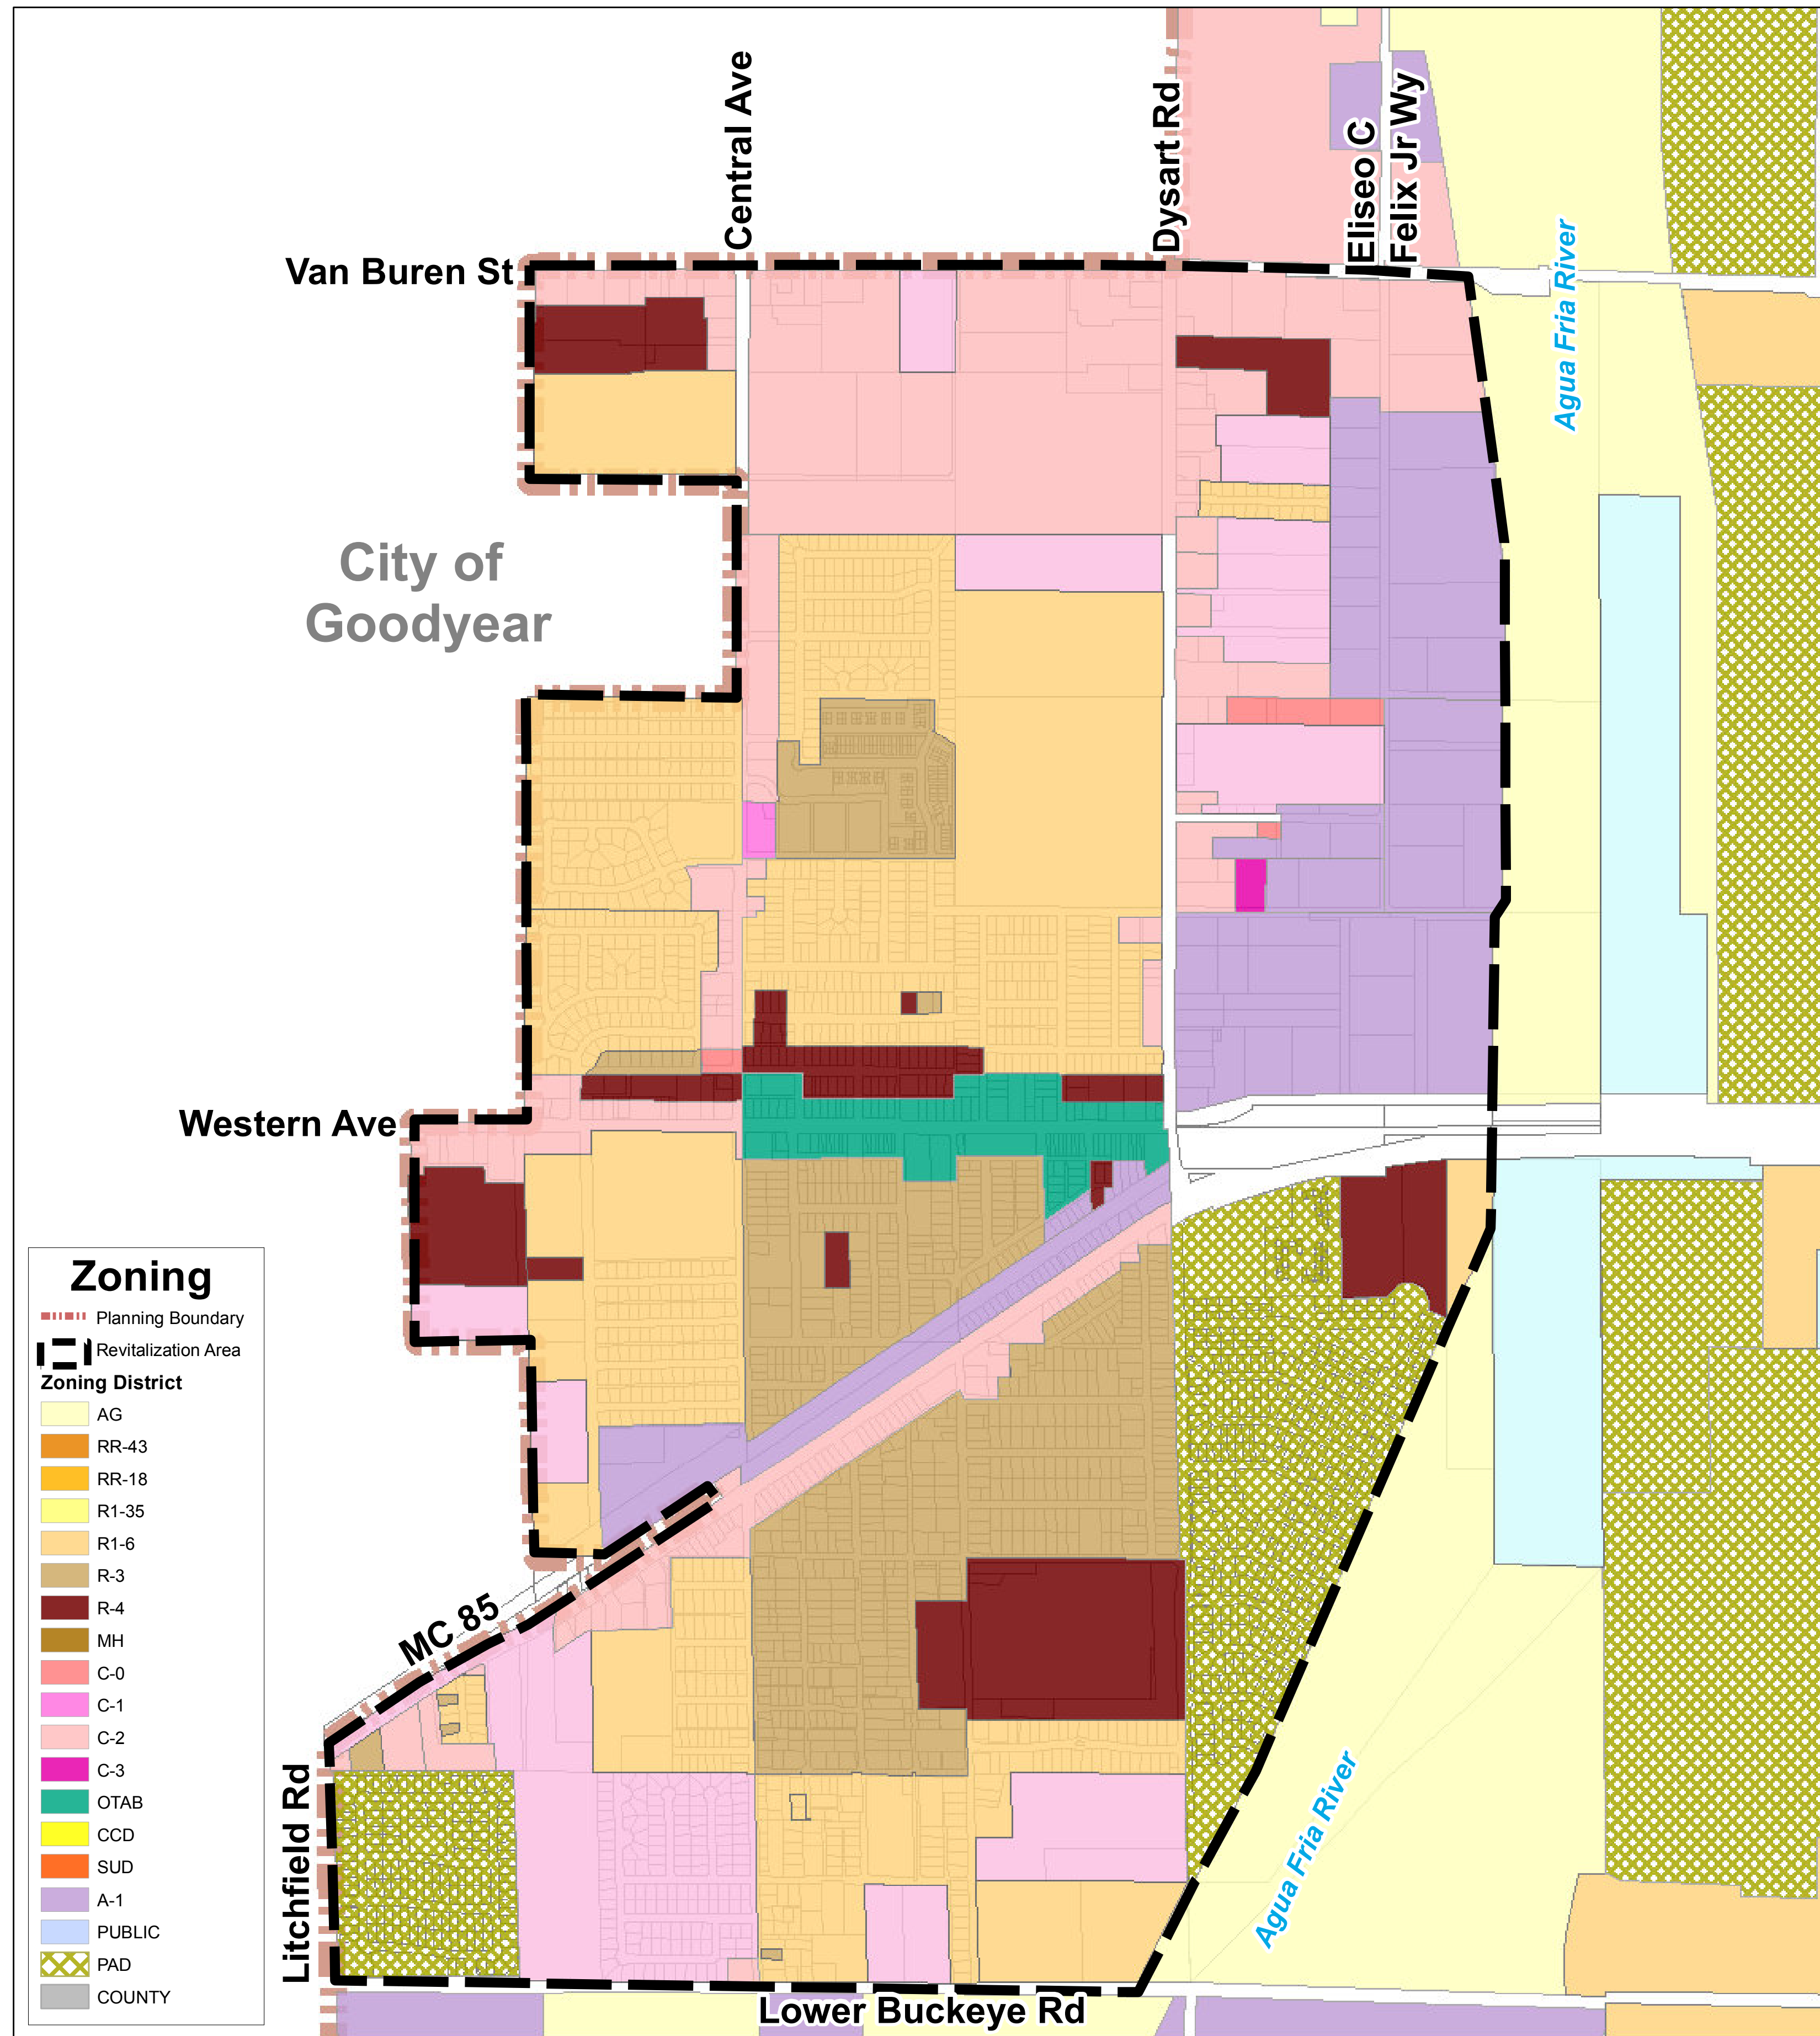 Central Ave
Dysart Rd
Eliseo C
Felix Jr Wy
Van Buren St
Agua Fria River
City of
Goodyear
Western Ave
MC 85
Litchfield Rd
Agua Fria River
Lower Buckeye Rd
Zoning
Planning Boundary
Revitalization Area
Zoning District
AG
RR-43
RR-18
R1-35
R1-6
R-3
R-4
MH
C-0
C-1
C-2
C-3
OTAB
CCD
SUD
A-1
PUBLIC
PAD
COUNTY